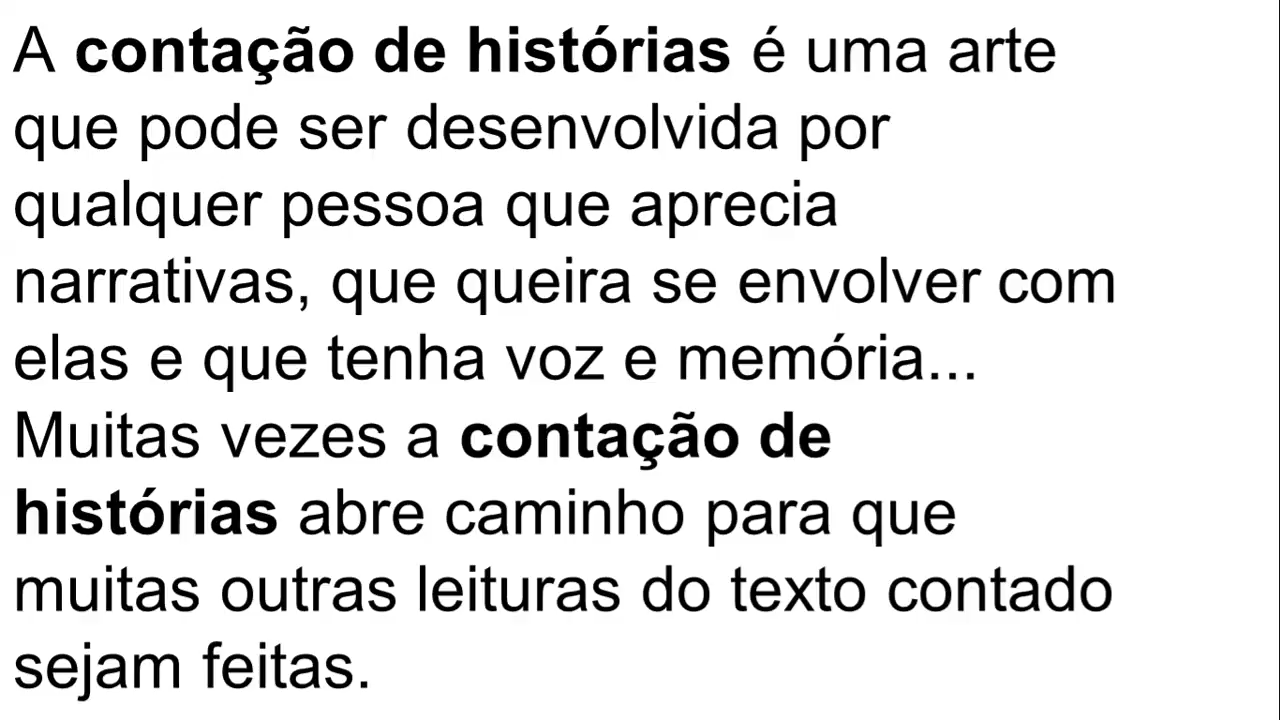 A contação de histórias é uma arte
que pode ser desenvolvida por
qualquer pessoa que aprecia
narrativas, que queira se envolver com
elas e que tenha voz e memória...
Muitas vezes a contação de
histórias abre caminho para que
muitas outras leituras do texto contado
sejam feitas.